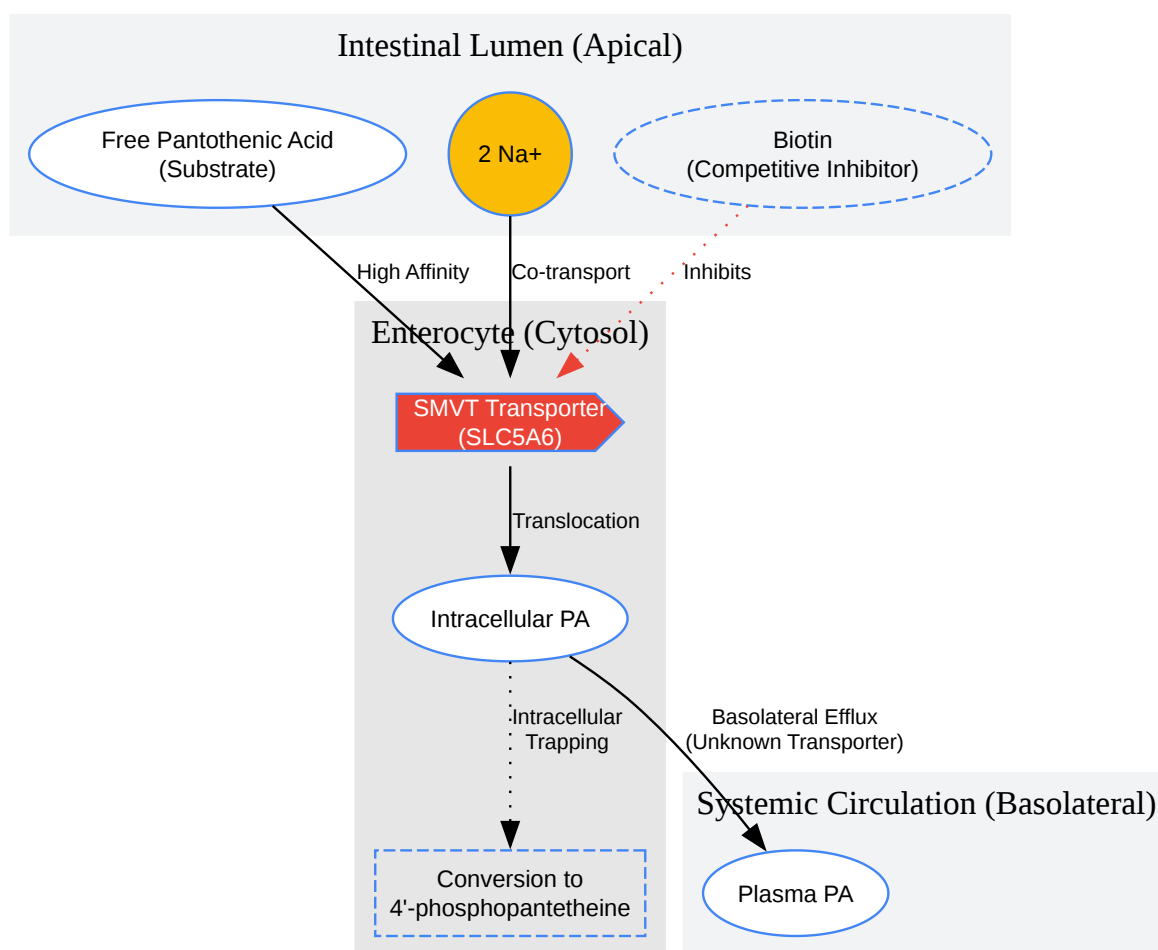 Intestinal Lumen (Apical)
Free Pantothenic Acid
(Substrate)
2 Na+
Biotin
(Competitive Inhibitor)
High Affinity
Co-transport
Inhibits
Enterocyte (Cytosol)
SMVT Transporter
(SLC5A6)
Translocation
Intracellular PA
Intracellular
Trapping
Basolateral Efflux
(Unknown Transporter)
Systemic Circulation (Basolateral)
Conversion to
4'-phosphopantetheine
Plasma PA